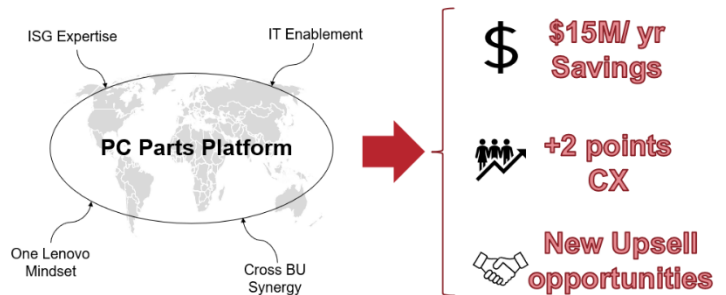 ISG Expertise
IT Enablement
PC Parts Platform
One Lenovo
Mindset
Cross BU
Synergy
$
$15M/ yr
Savings
+2 points
CX
New Upsell
opportunities